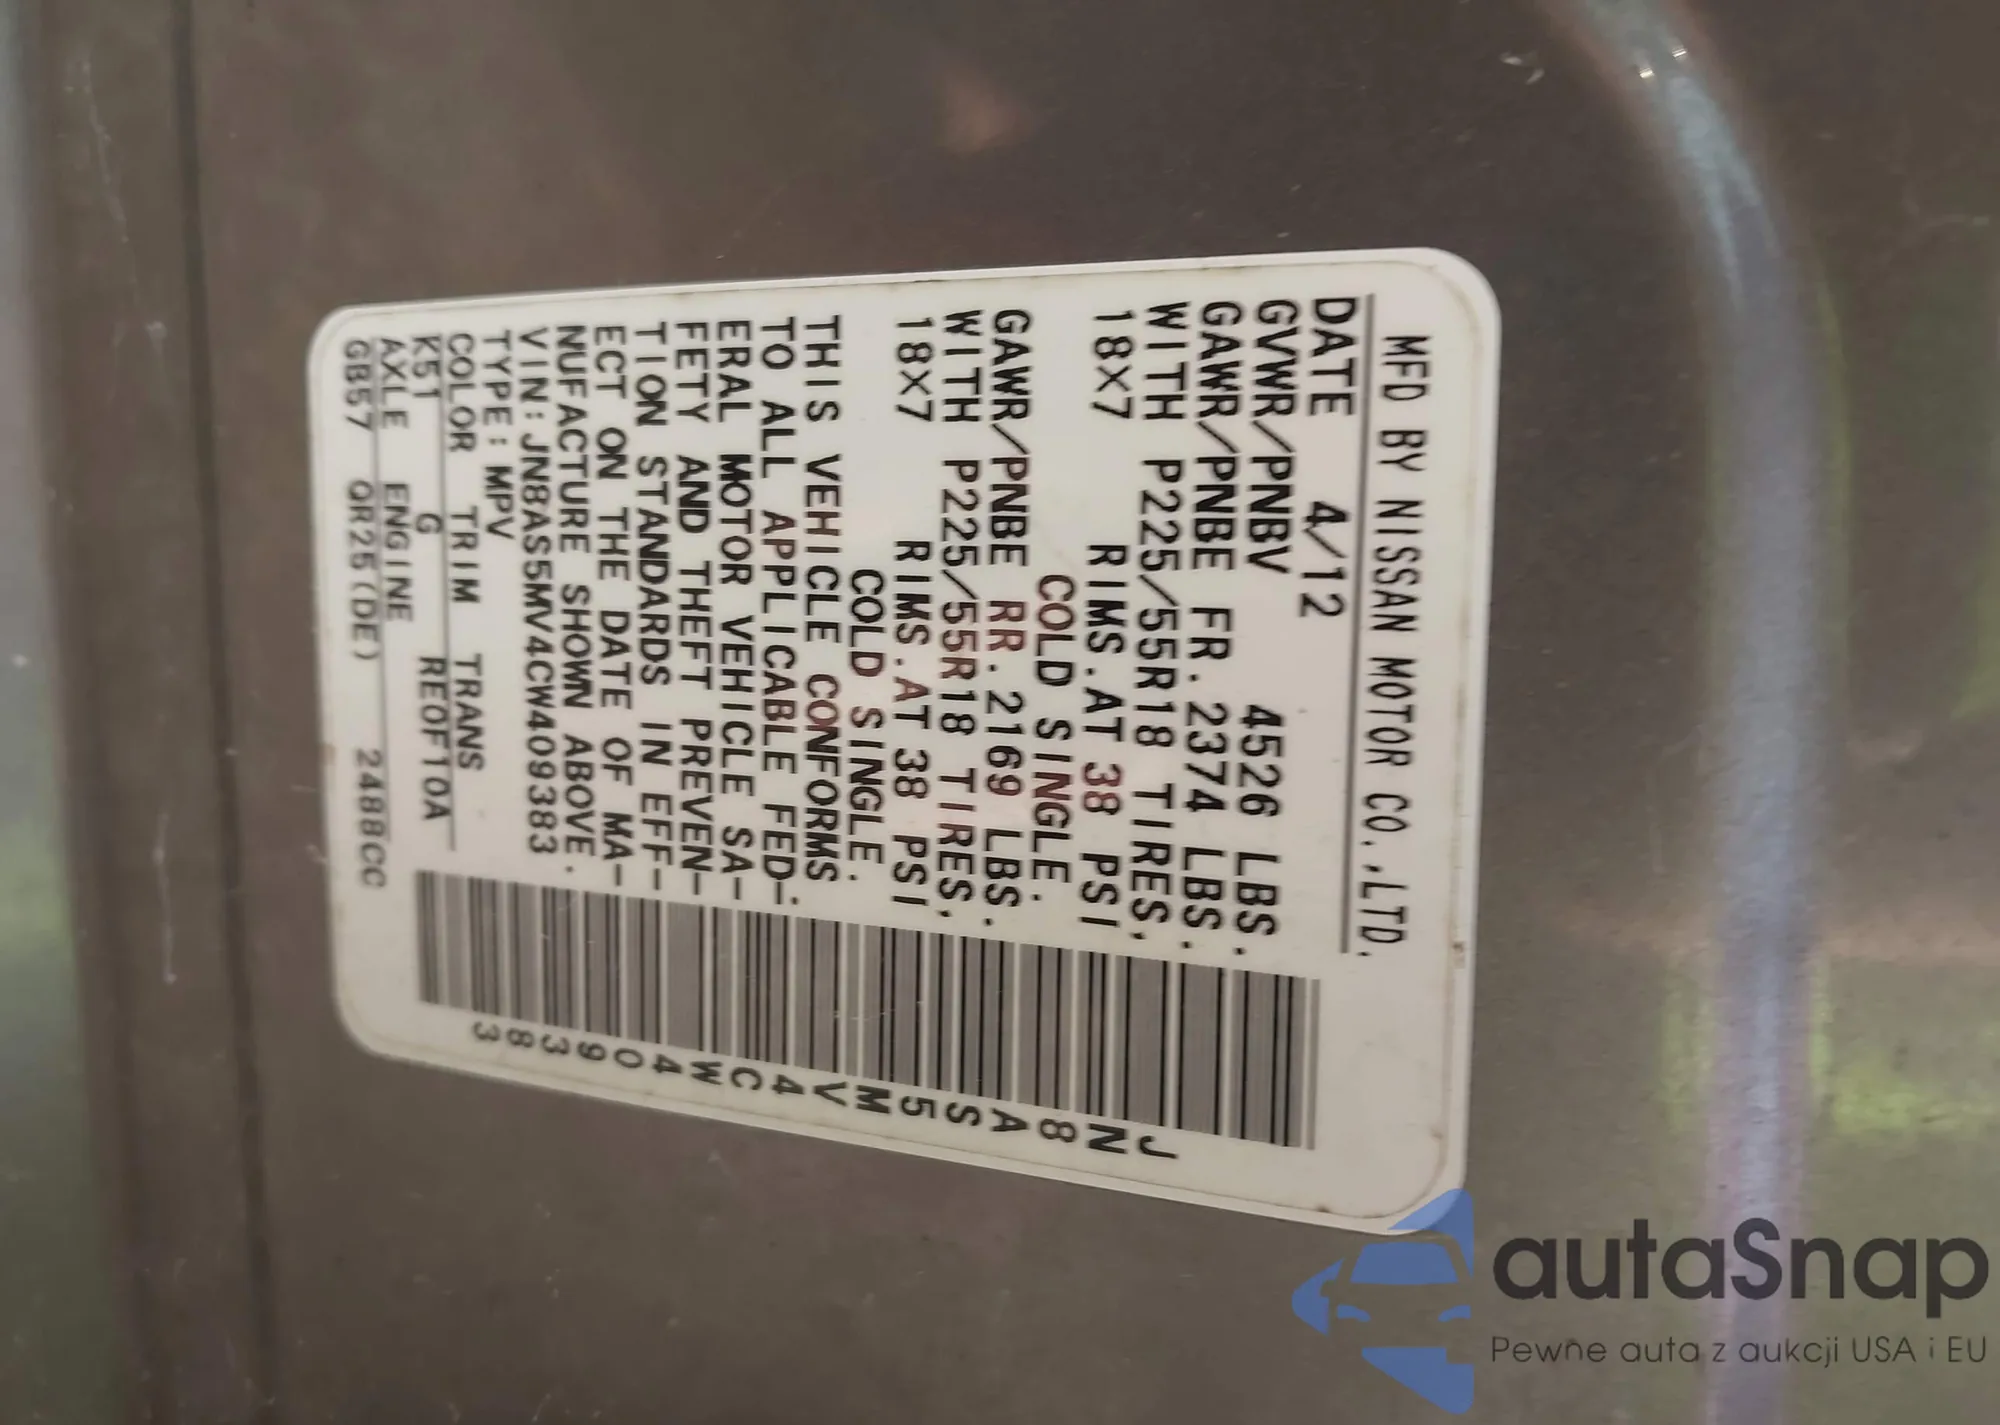 MFD BY NISSAN MOTOR CO.,LTD.
DATE 4/12
GVWR/PNBV 4526 LBS.
GAWR/PNBE FR. 2374 LBS.
WITH P225/55R18 TIRES,
18X7 RIMS.AT 38 PSI
COLD SINGLE.
GAWR/PNBE RR. 2169 LBS.
WITH P225/55R18 TIRES,
18X7 RIMS.AT 38 PSI
COLD SINGLE.
THIS VEHICLE CONFORMS
TO ALL APPLICABLE FED-
ERAL MOTOR VEHICLE SA-
FETY AND THEFT PREVEN-
TION STANDARDS IN EFF-
ECT ON THE DATE OF MA-
NUFACTURE SHOWN ABOVE.
VIN:JN8AS5MV4CW409383
TYPE:MPV
COLOR TRIM TRANS
K51 G RE0F10A
AXLE ENGINE
GB57 QR25(DE) 2488CC
JN8AS5MV4CW409383
autaSnap
Pewne auta z aukcji USA i EU